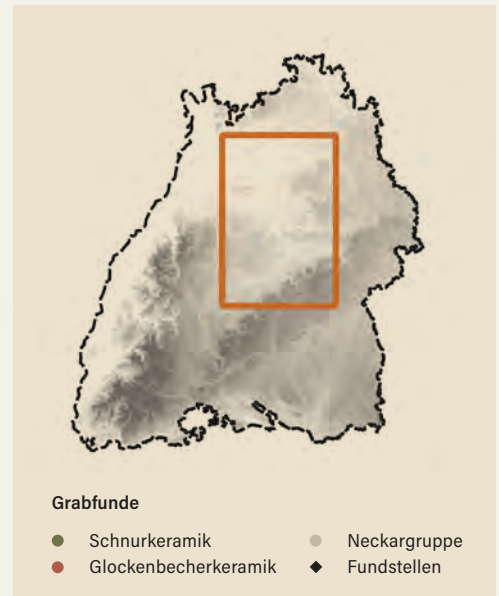 Grabfunde
Schnurkeramik
Neckargruppe
Glockenbecherkeramik
Fundstellen